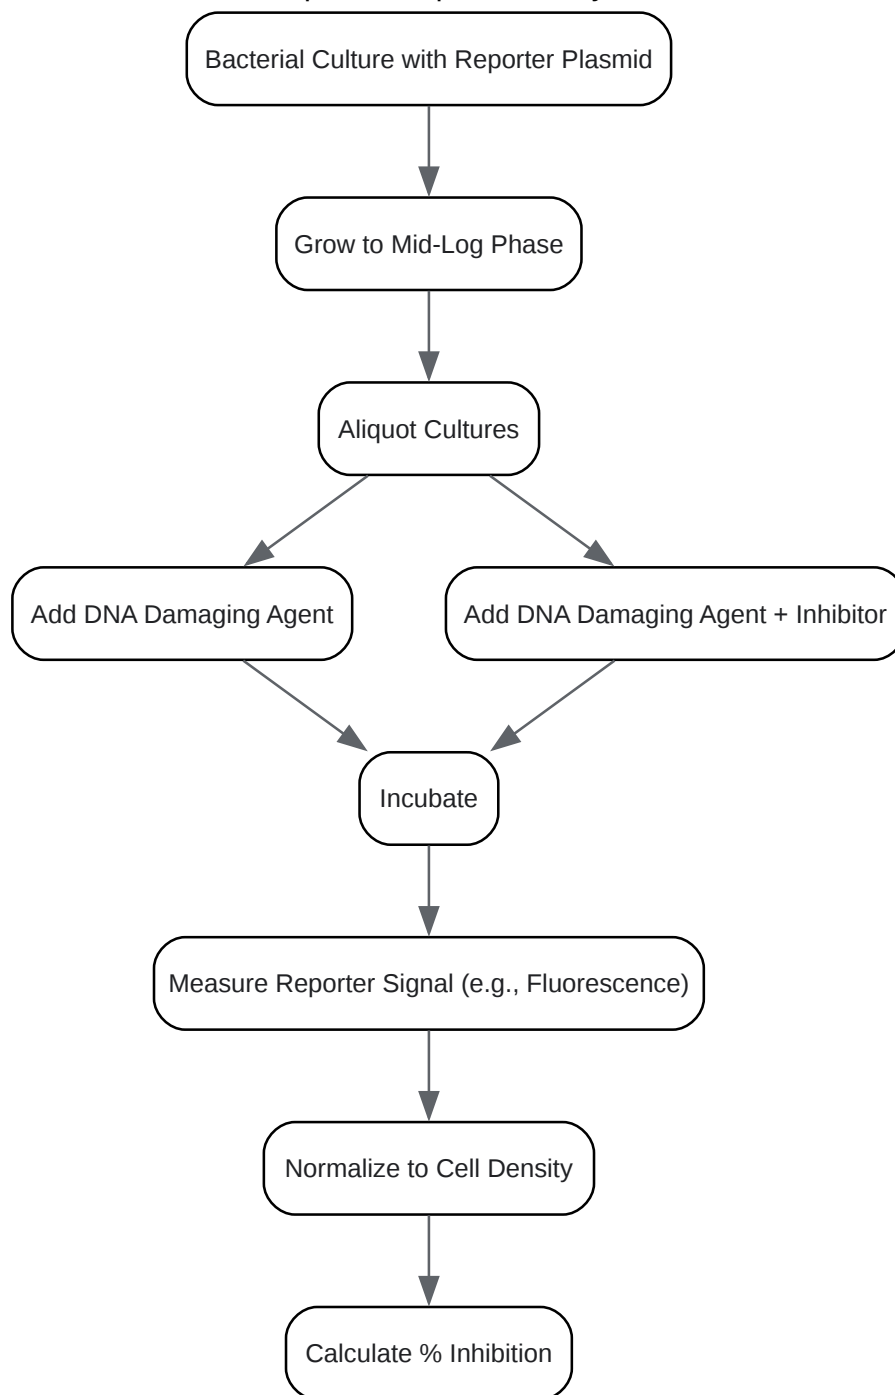 Bacterial Culture with Reporter Plasmid
Grow to Mid-Log Phase
Aliquot Cultures
Add DNA Damaging Agent
Add DNA Damaging Agent + Inhibitor
Incubate
Measure Reporter Signal (e.g., Fluorescence)
Normalize to Cell Density
Calculate % Inhibition